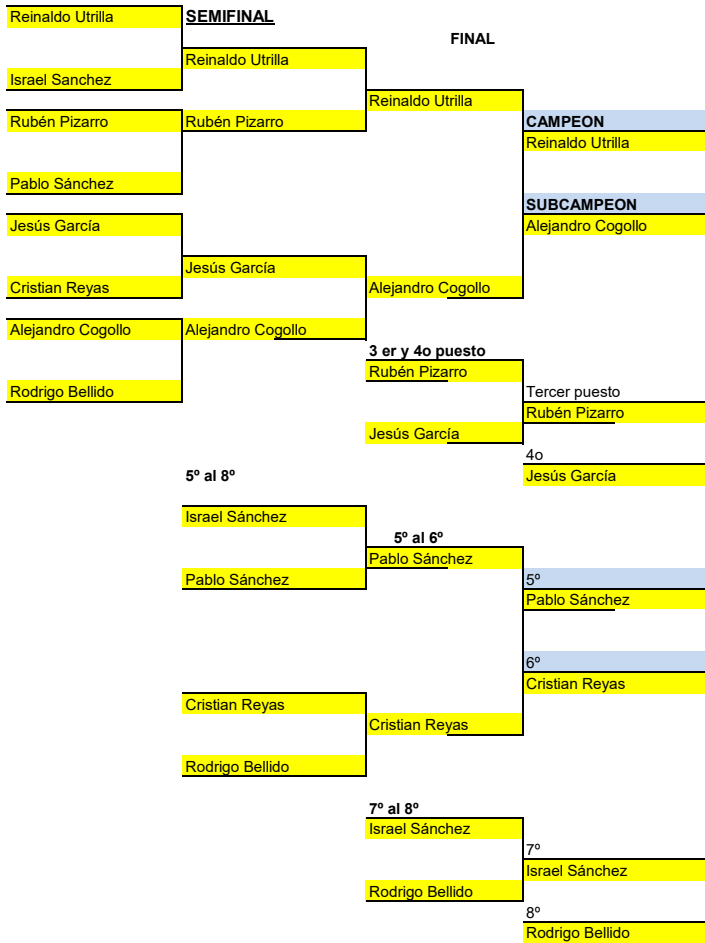 Reinaldo Utrilla
SEMIFINAL
FINAL
Reinaldo Utrilla
Israel Sanchez
Reinaldo Utrilla
Rubén Pizarro
Rubén Pizarro
CAMPEON
Reinaldo Utrilla
Pablo Sánchez
SUBCAMPEON
Jesús García
Alejandro Cogollo
Jesús García
Cristian Reyas
Alejandro Cogollo
Alejandro Cogollo
Alejandro Cogollo
3 er y 4o puesto
Rubén Pizarro
Rodrigo Bellido
Tercer puesto
Rubén Pizarro
Jesús García
4o
5º al 8º
Jesús García
Israel Sánchez
5º al 6º
Pablo Sánchez
Pablo Sánchez
5º
Pablo Sánchez
6º
Cristian Reyas
Cristian Reyas
Cristian Reyas
Rodrigo Bellido
7º al 8º
Israel Sánchez
7º
Israel Sánchez
Rodrigo Bellido
8º
Rodrigo Bellido